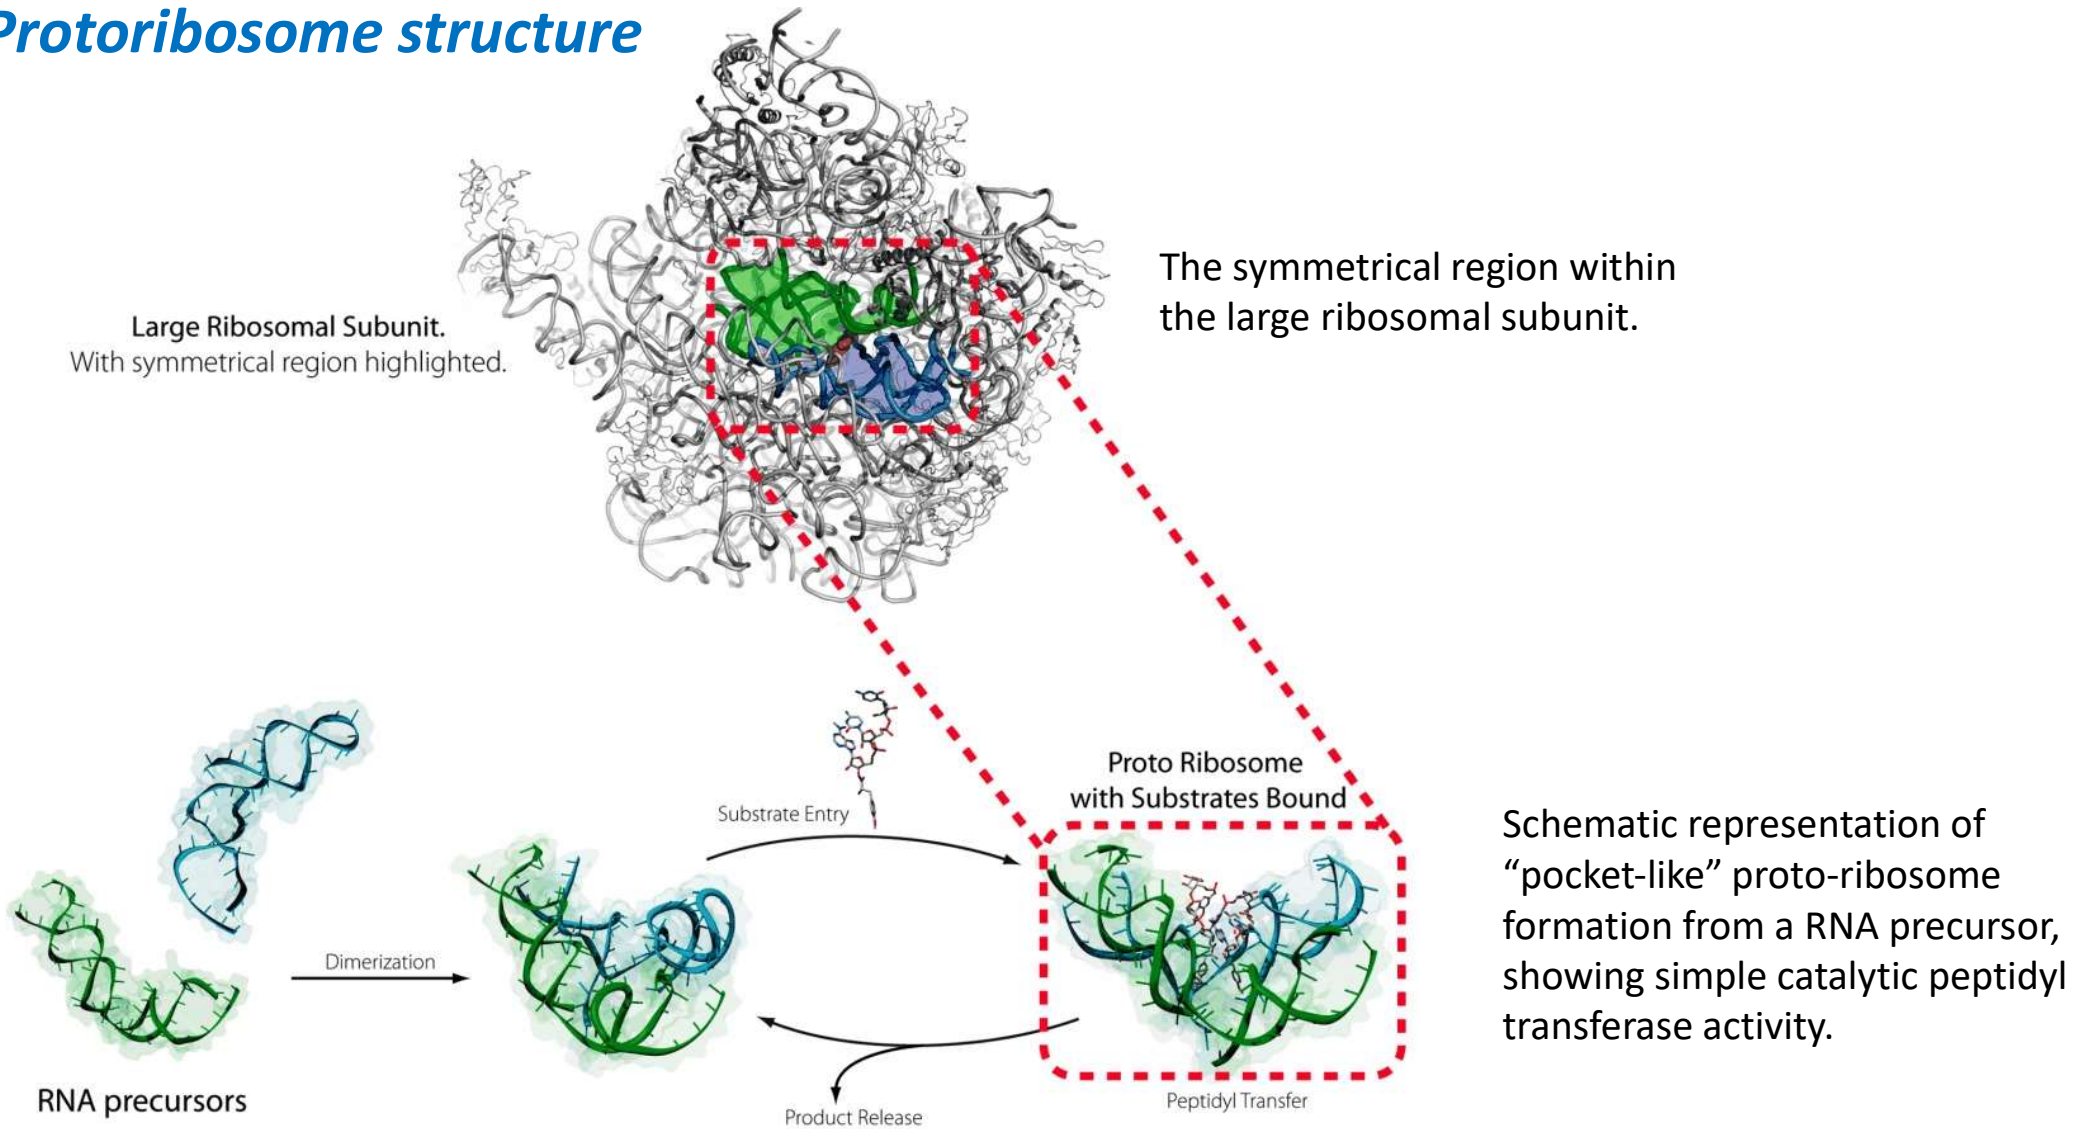 Protoribosome structure
Large Ribosomal Subunit.
With symmetrical region highlighted.
The symmetrical region within
the large ribosomal subunit.
Substrate Entry
Proto Ribosome
with Substrates Bound
Dimerization
RNA precursors
Product Release
Peptidyl Transfer
Schematic representation of
“pocket-like” proto-ribosome
formation from a RNA precursor,
showing simple catalytic peptidyl
transferase activity.